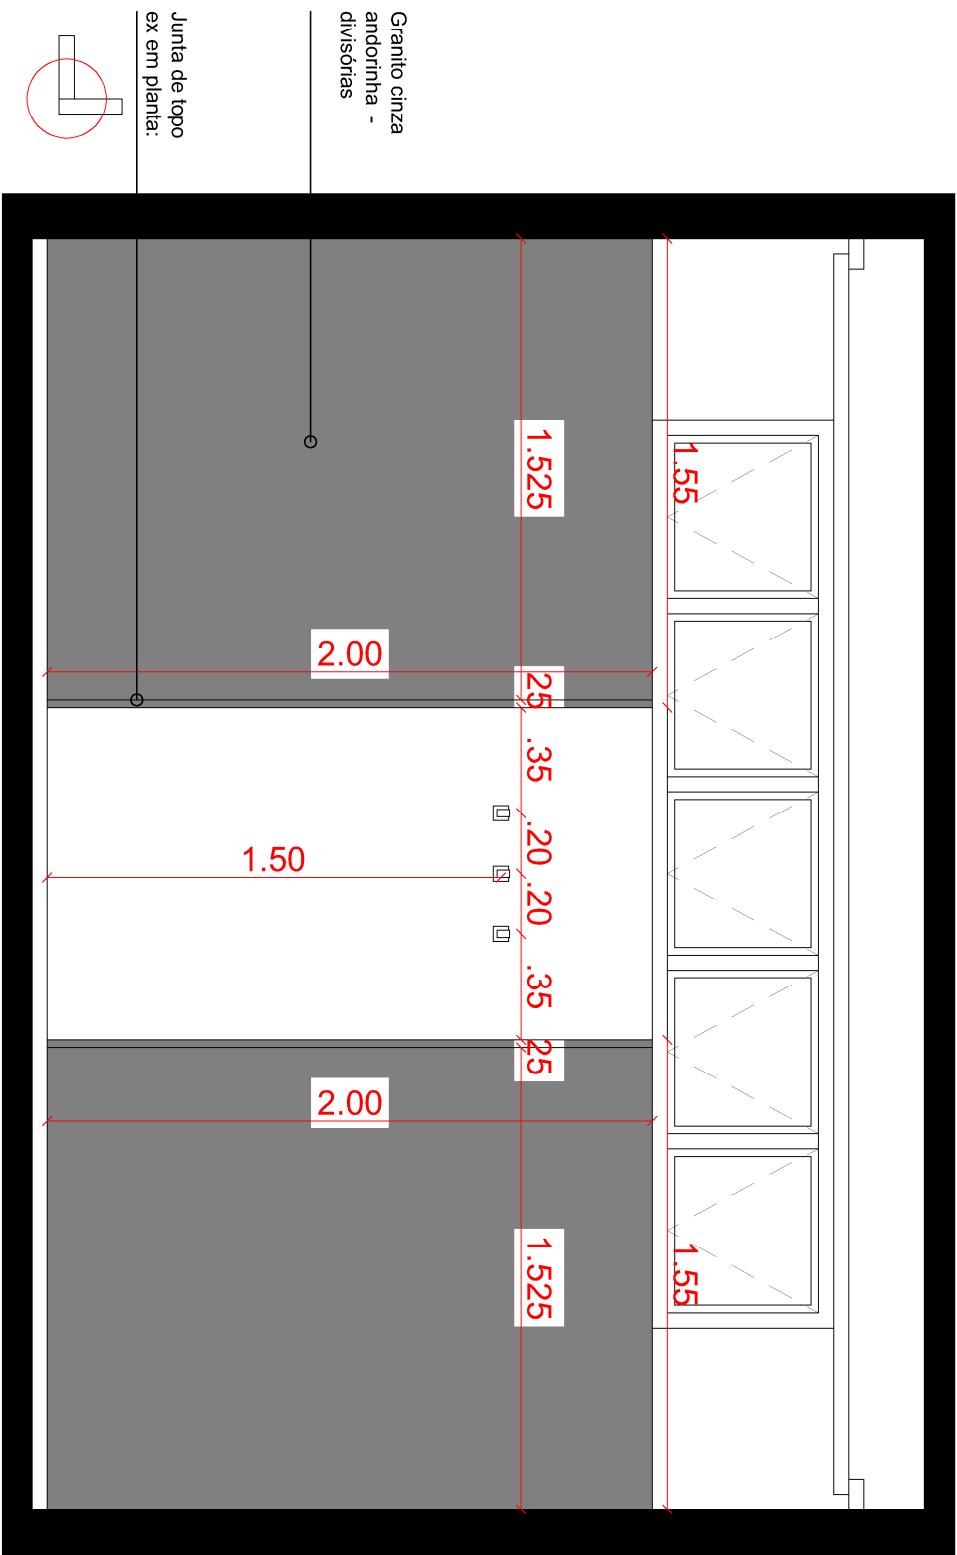 Granito cinza
andorinha -
divisórias
Junta de topo
ex em planta:
1.55
1.55
1.525
25
.35
.20
.20
.35
25
1.525
2.00
1.50
2.00